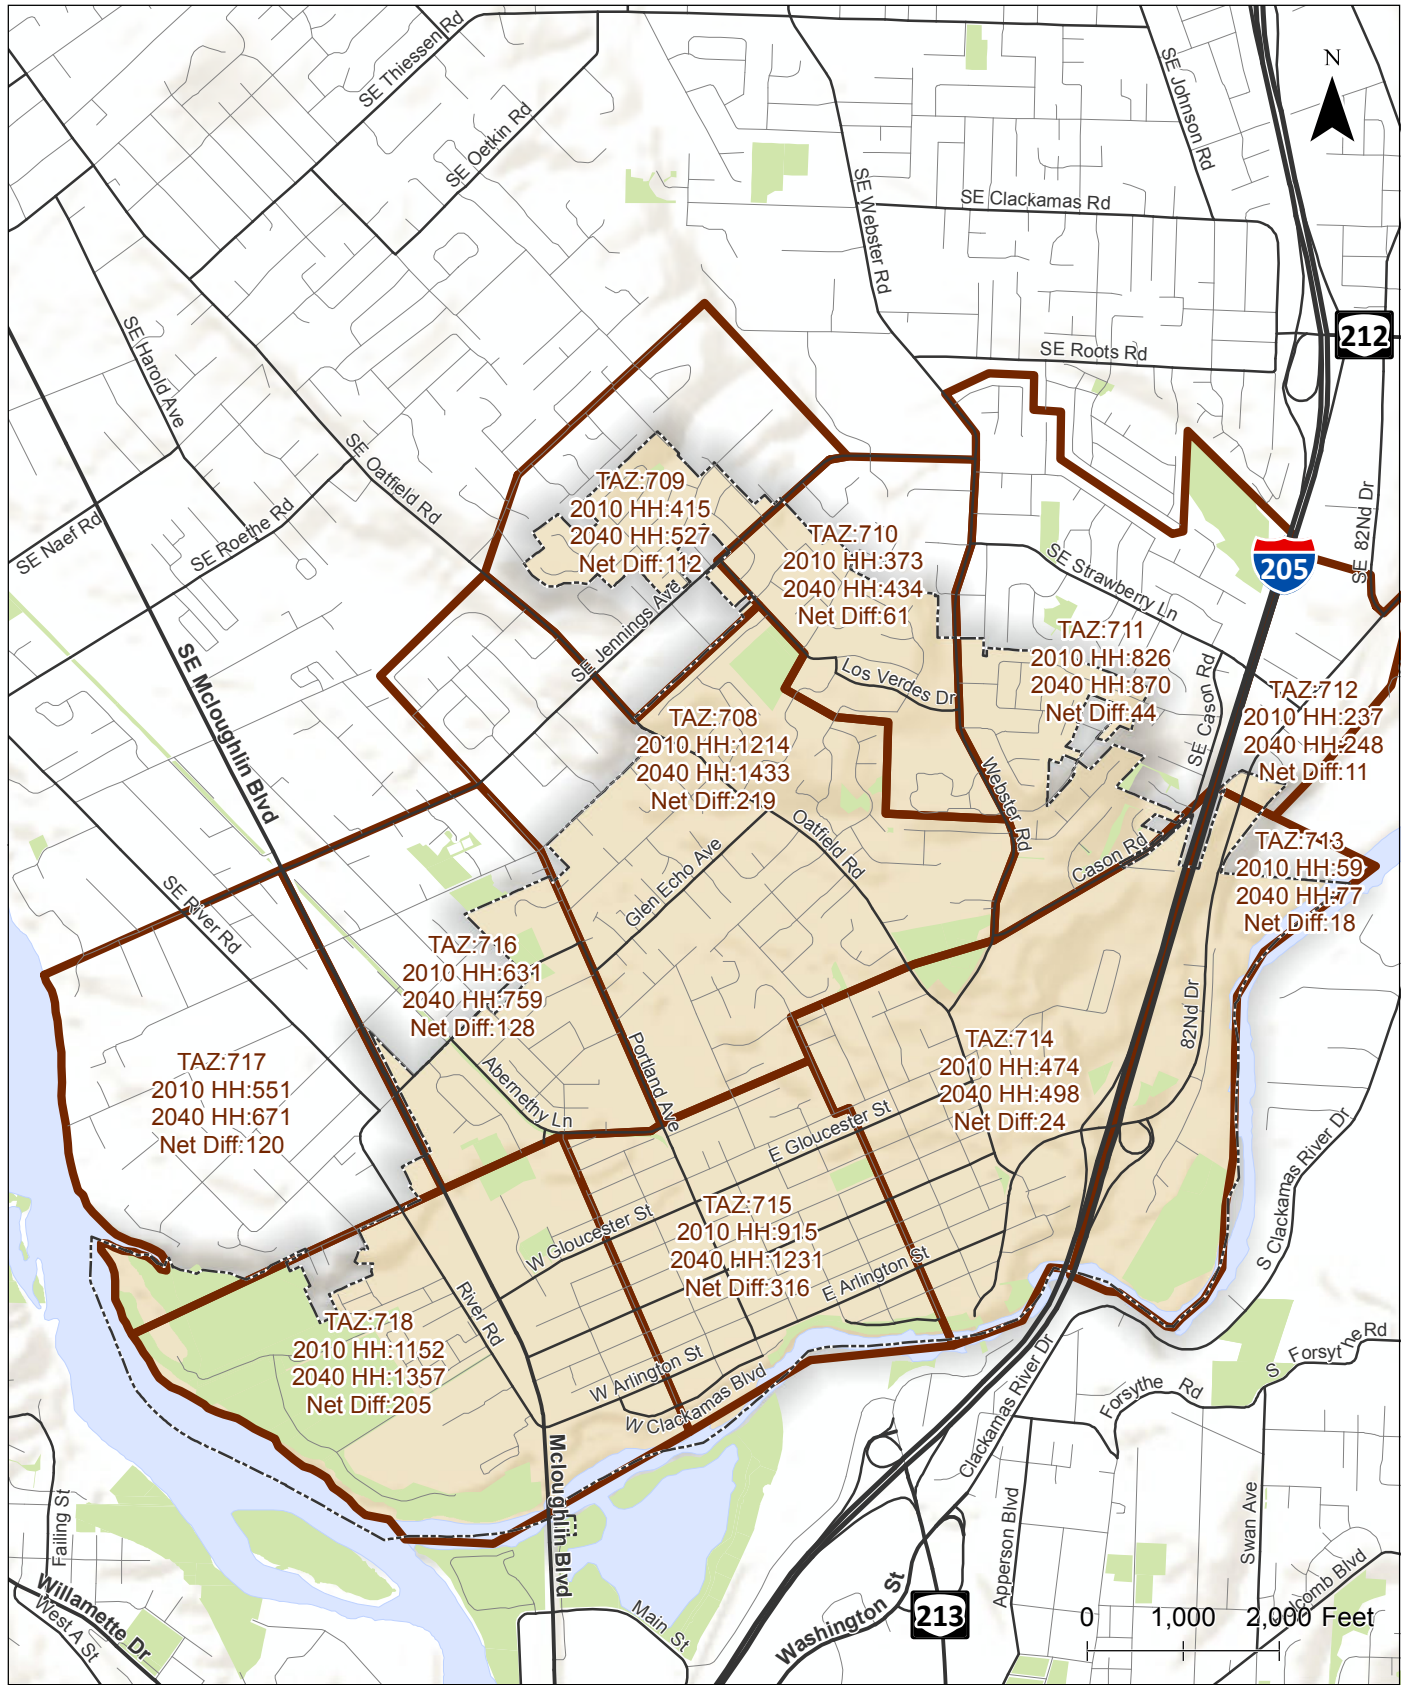 SE Thiessen Rd
SE Oetkin Rd
SE Johnson Rd
N
SE Webster Rd
SE Clackamas Rd
212
SE Roots Rd
SE Harold Ave
SE Oatfield Rd
SE Naef Rd
SE Roethe Rd
TAZ:709
2010 HH:415
2040 HH:527
Net Diff:112
TAZ:710
2010 HH:373
2040 HH:434
Net Diff:61
SE Strawberry Ln
205
SE 82Nd Dr
SE Jennings Ave
TAZ:711
2010 HH:826
2040 HH:870
Net Diff:44
Los Verdes Dr
SE Cason Rd
TAZ:712
2010 HH:237
2040 HH:248
Net Diff:11
SE Mcloughlin Blvd
TAZ:708
2010 HH:1214
2040 HH:1433
Net Diff:219
Webster Rd
Oatfield Rd
Glen Echo Ave
Cason Rd
TAZ:713
2010 HH:59
2040 HH:77
Net Diff:18
SE River Rd
TAZ:716
2010 HH:631
2040 HH:759
Net Diff:128
82Nd Dr
TAZ:717
2010 HH:551
2040 HH:671
Net Diff:120
Abernethy Ln
Portland Ave
TAZ:714
2010 HH:474
2040 HH:498
Net Diff:24
E Gloucester St
S Clackamas River Dr
W Gloucester St
TAZ:715
2010 HH:915
2040 HH:1231
Net Diff:316
E Arlington St
River Rd
TAZ:718
2010 HH:1152
2040 HH:1357
Net Diff:205
W Arlington St
W Clackamas Blvd
Clackamas River Dr
S Forsythe Rd
Forsythe Rd
Mcloughlin Blvd
Failing St
Apperson Blvd
Swan Ave
Willamette Dr
West A St
Main St
Washington St
213
0 1,000 2,000 Feet